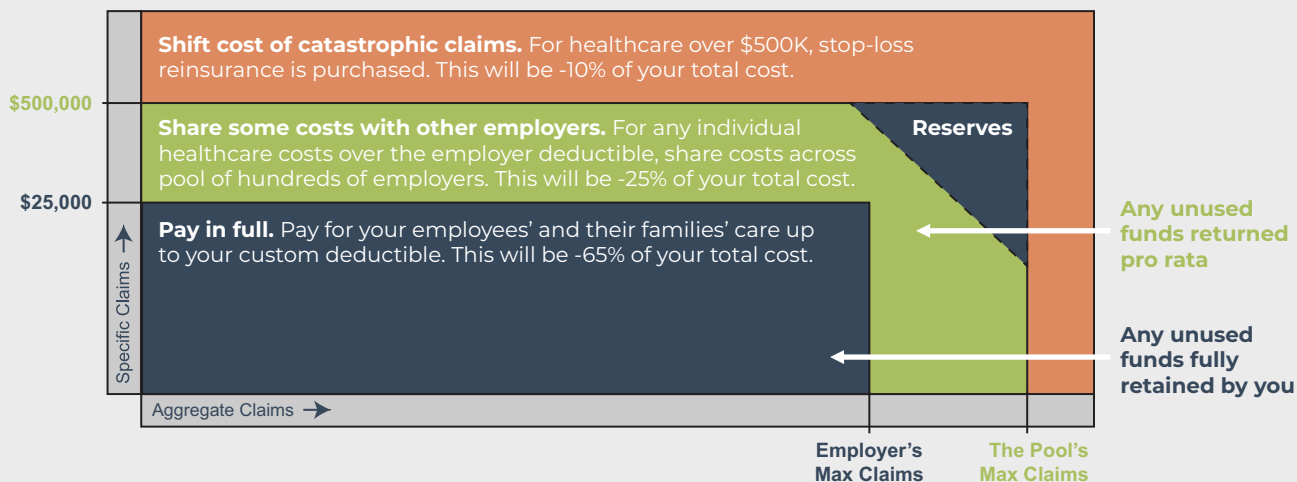 Shift cost of catastrophic claims. For healthcare over $500K, stop-loss
reinsurance is purchased. This will be -10% of your total cost.
$500,000
Share some costs with other employers. For any individual
healthcare costs over the employer deductible, share costs across
pool of hundreds of employers. This will be -25% of your total cost.
Reserves
$25,000
Pay in full. Pay for your employees’ and their families’ care up
to your custom deductible. This will be -65% of your total cost.
Any unused
funds returned
pro rata
Any unused
funds fully
retained by you
Specific Claims
Aggregate Claims
Employer’s
Max Claims
The Pool’s
Max Claims